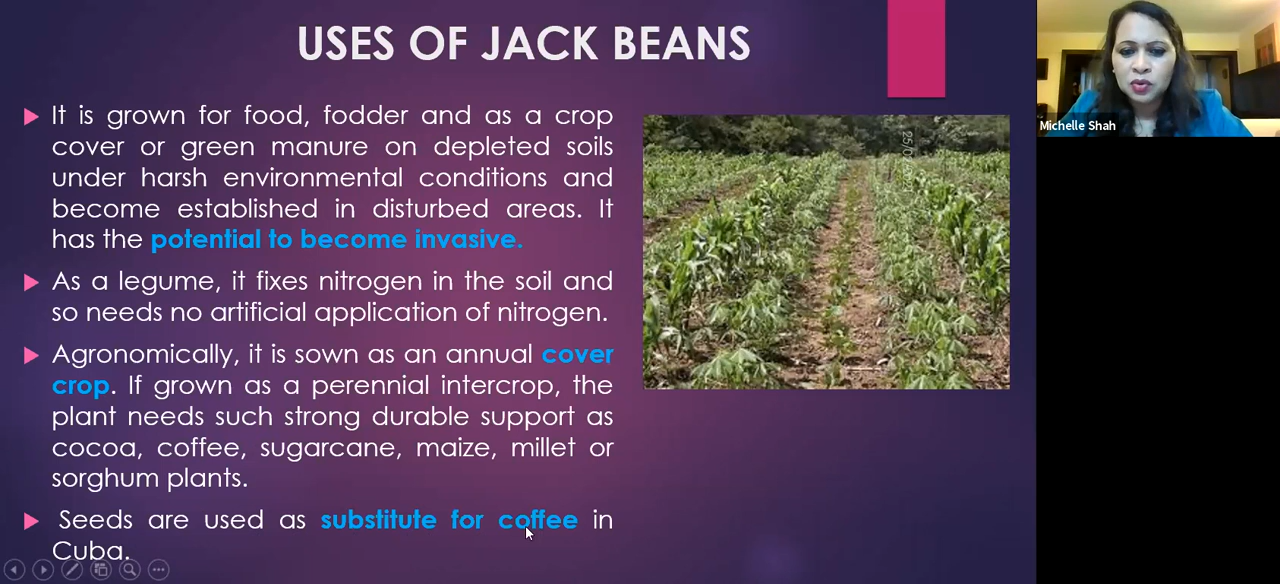 USES OF JACK BEANS
It is grown for food, fodder and as a crop
cover or green manure on depleted soils
under harsh environmental conditions and
become established in disturbed areas. It
has the potential to become invasive.
As a legume, it fixes nitrogen in the soil and
so needs no artificial application of nitrogen.
Agronomically, it is sown as an annual cover
crop. If grown as a perennial intercrop, the
plant needs such strong durable support as
cocoa, coffee, sugarcane, maize, millet or
sorghum plants.
Seeds are used as substitute for coffee in
Cuba.
Michelle Shah